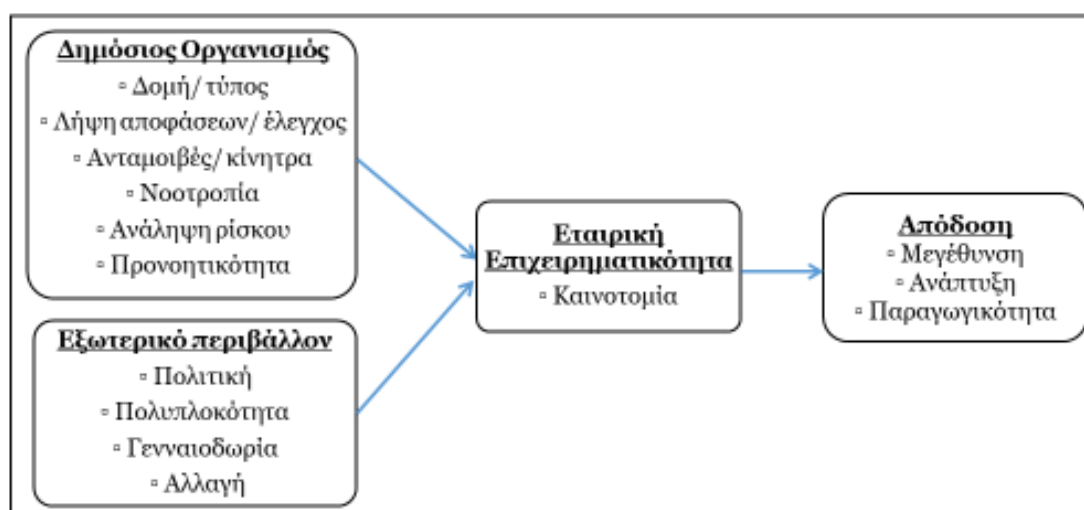 Δημόσιος Οργανισμός
▫ Δομή/ τύπος
▫ Λήψη αποφάσεων/ έλεγχος
▫ Ανταμοιβές/ κίνητρα
▫ Νοοτροπία
▫ Ανάληψη ρίσκου
▫ Προνοητικότητα
Εξωτερικό περιβάλλον
▫ Πολιτική
▫ Πολυπλοκότητα
▫ Γενναιοδωρία
▫ Αλλαγή
Εταιρική
Επιχειρηματικότητα
▫ Καινοτομία
Απόδοση
▫ Μεγέθυνση
▫ Ανάπτυξη
▫ Παραγωγικότητα